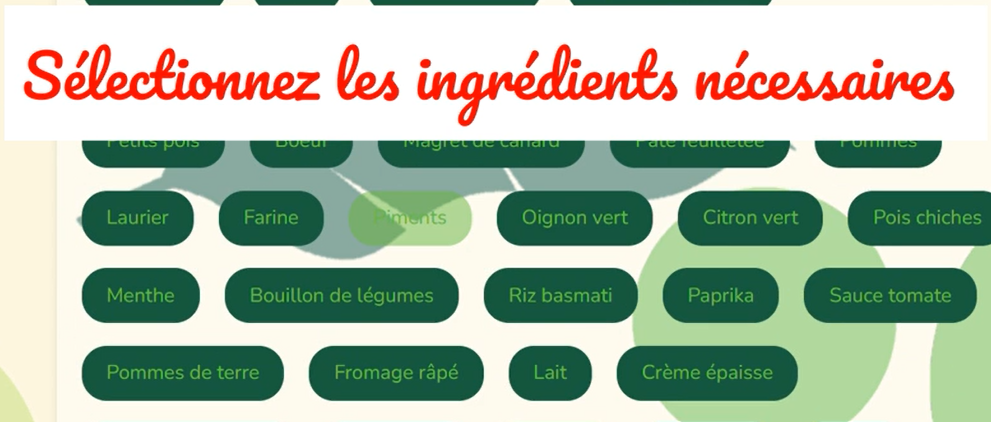 Sélectionnez les ingrédients nécessaires
Petits pois Boeuf Magret de canard Pâte feuilletée Pommes
Laurier Farine Piments Oignon vert Citron vert Pois chiches
Menthe Bouillon de légumes Riz basmati Paprika Sauce tomate
Pommes de terre Fromage râpé Lait Crème épaisse